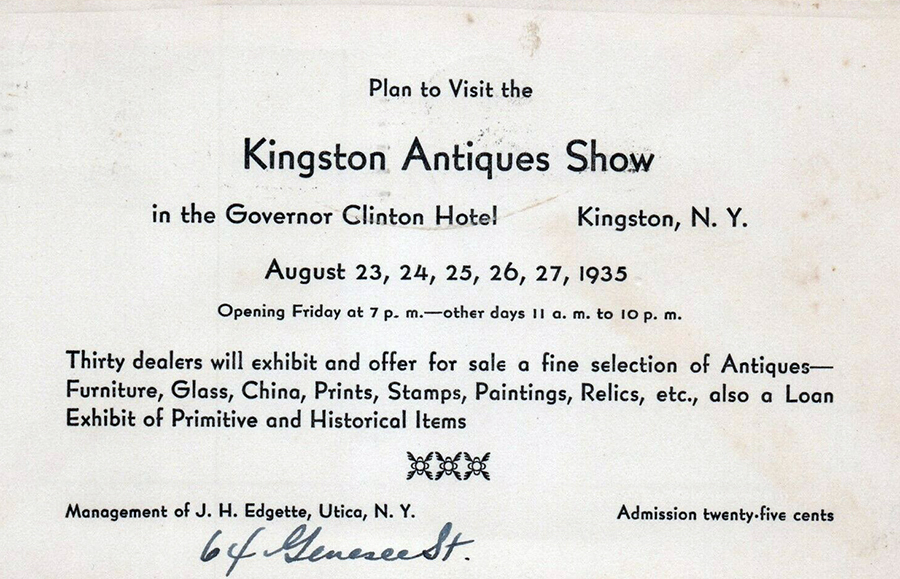 Plan to Visit the
Kingston Antiques Show
in the Governor Clinton Hotel Kingston, N. Y.
August 23, 24, 25, 26, 27, 1935
Opening Friday at 7 p. m.—other days 11 a. m. to 10 p. m.
Thirty dealers will exhibit and offer for sale a fine selection of Antiques—
Furniture, Glass, China, Prints, Stamps, Paintings, Relics, etc., also a Loan
Exhibit of Primitive and Historical Items
Management of J. H. Edgette, Utica, N. Y. Admission twenty-five cents
64 Genesee St.